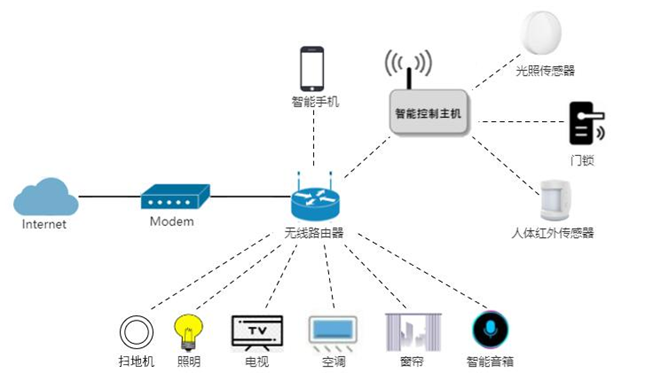 光照传感器
智能手机
智能控制主机
门锁
Internet
Modem
无线路由器
人体红外传感器
TV
扫地机
照明
电视
空调
窗帘
智能音箱